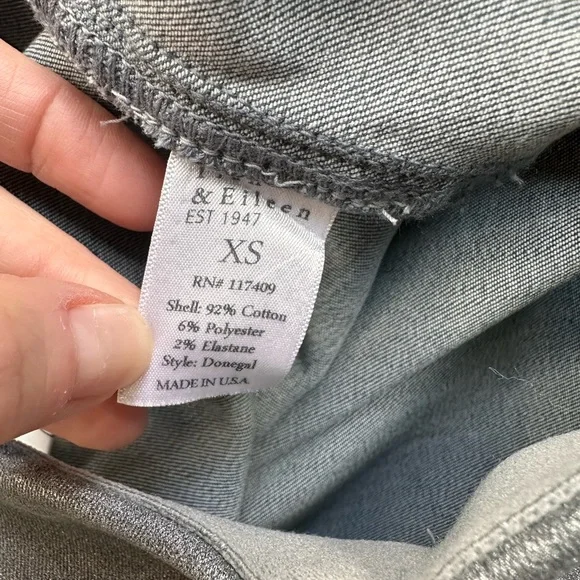 & Eileen
EST 1947
XS
RN# 117409
Shell: 92% Cotton
6% Polyester
2% Elastane
Style: Donegal
MADE IN U.S.A.